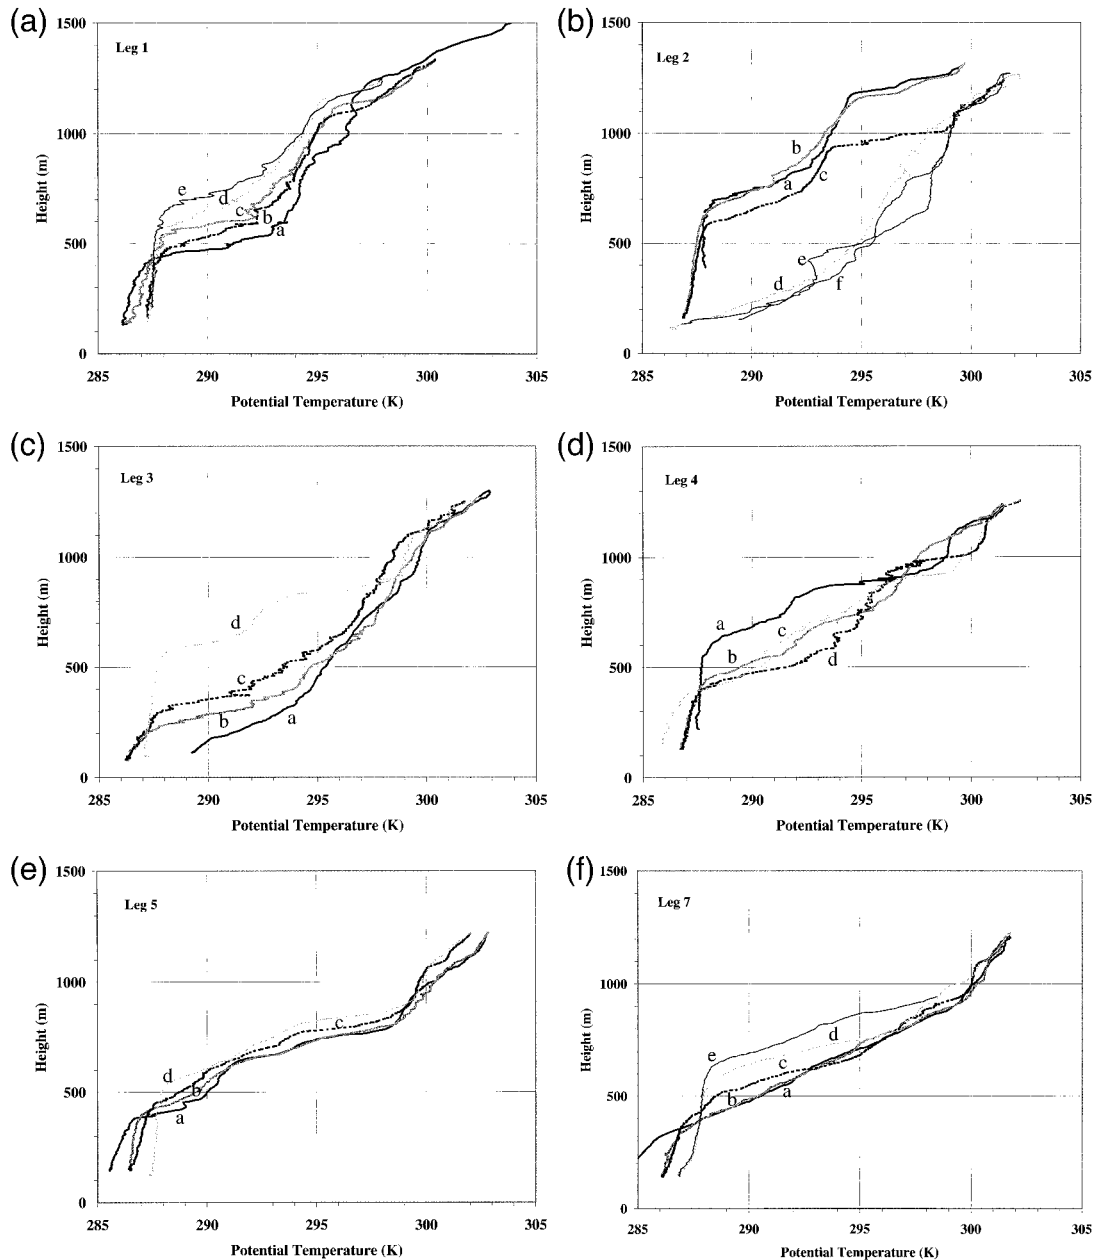 (a)
1500
Leg 1
1000
Height (m)
500
0
e
d
c
b
a
285 290 295 300 305
Potential Temperature (K)
(b)
1500
Leg 2
1000
Height (m)
500
0
b
a
c
e
d
f
285 290 295 300 305
Potential Temperature (K)
(c)
1500
Leg 3
1000
Height (m)
500
0
d
c
b
a
285 290 295 300 305
Potential Temperature (K)
(d)
1500
Leg 4
1000
Height (m)
500
0
a
c
b
d
285 290 295 300 305
Potential Temperature (K)
(e)
1500
Leg 5
1000
Height (m)
500
0
c
d
b
a
285 290 295 300 305
Potential Temperature (K)
(f)
1500
Leg 7
1000
Height (m)
500
0
e
d
c
b
a
285 290 295 300 305
Potential Temperature (K)